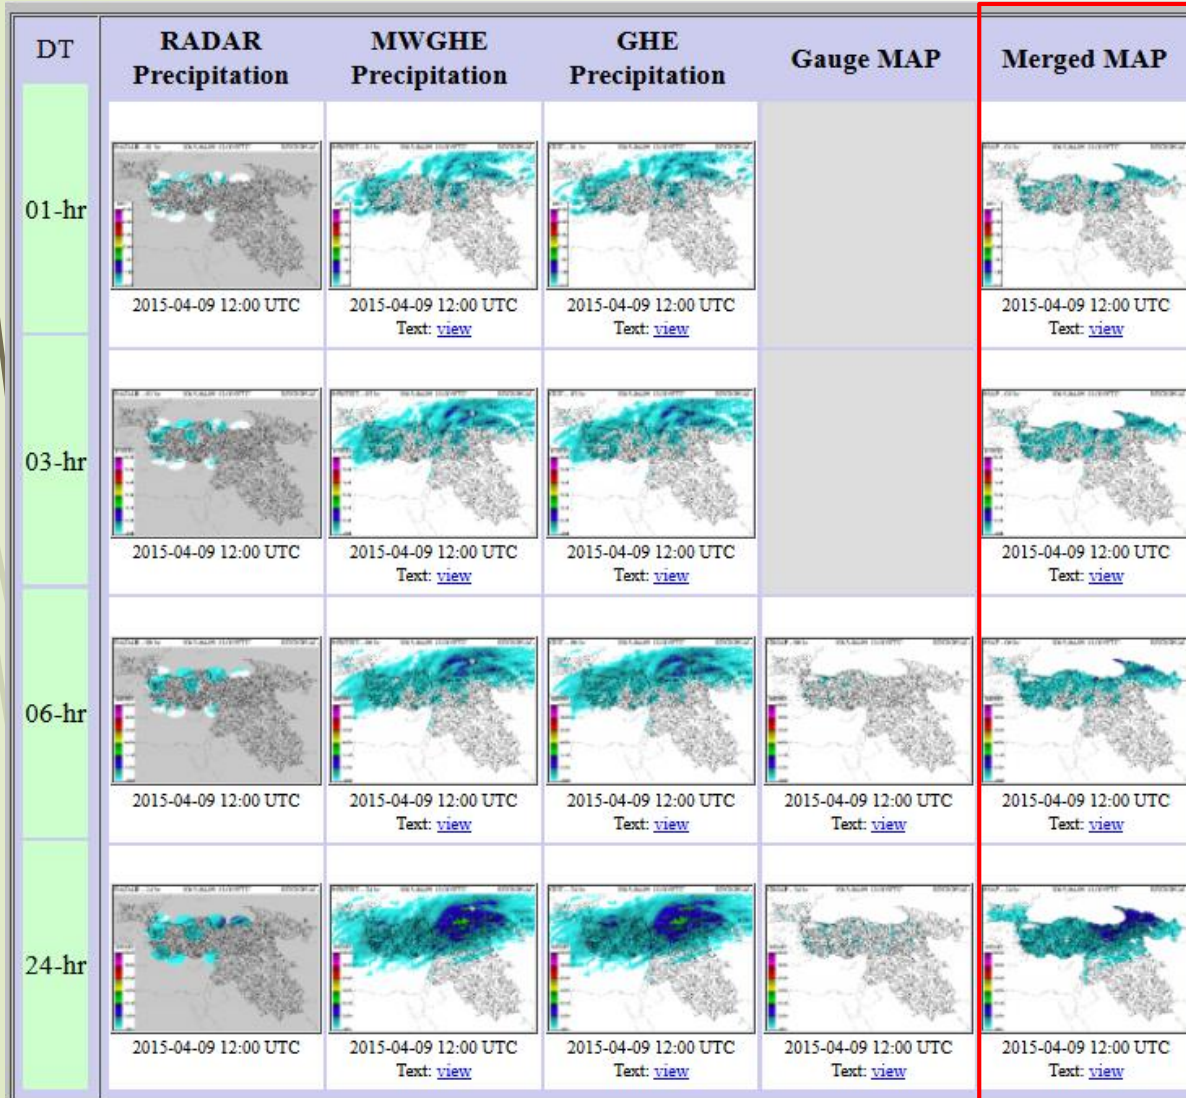 DT
RADAR
Precipitation
MWGHE
Precipitation
GHE
Precipitation
Gauge MAP
Merged MAP
01-hr
2015-04-09 12:00 UTC
2015-04-09 12:00 UTC
Text: view
2015-04-09 12:00 UTC
Text: view
2015-04-09 12:00 UTC
Text: view
03-hr
2015-04-09 12:00 UTC
2015-04-09 12:00 UTC
Text: view
2015-04-09 12:00 UTC
Text: view
2015-04-09 12:00 UTC
Text: view
06-hr
2015-04-09 12:00 UTC
2015-04-09 12:00 UTC
Text: view
2015-04-09 12:00 UTC
Text: view
2015-04-09 12:00 UTC
Text: view
2015-04-09 12:00 UTC
Text: view
24-hr
2015-04-09 12:00 UTC
2015-04-09 12:00 UTC
Text: view
2015-04-09 12:00 UTC
Text: view
2015-04-09 12:00 UTC
Text: view
2015-04-09 12:00 UTC
Text: view